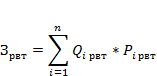 З_рвт = ∑_{i=1}^{n} Q_{i рвт} * P_{i рвт}